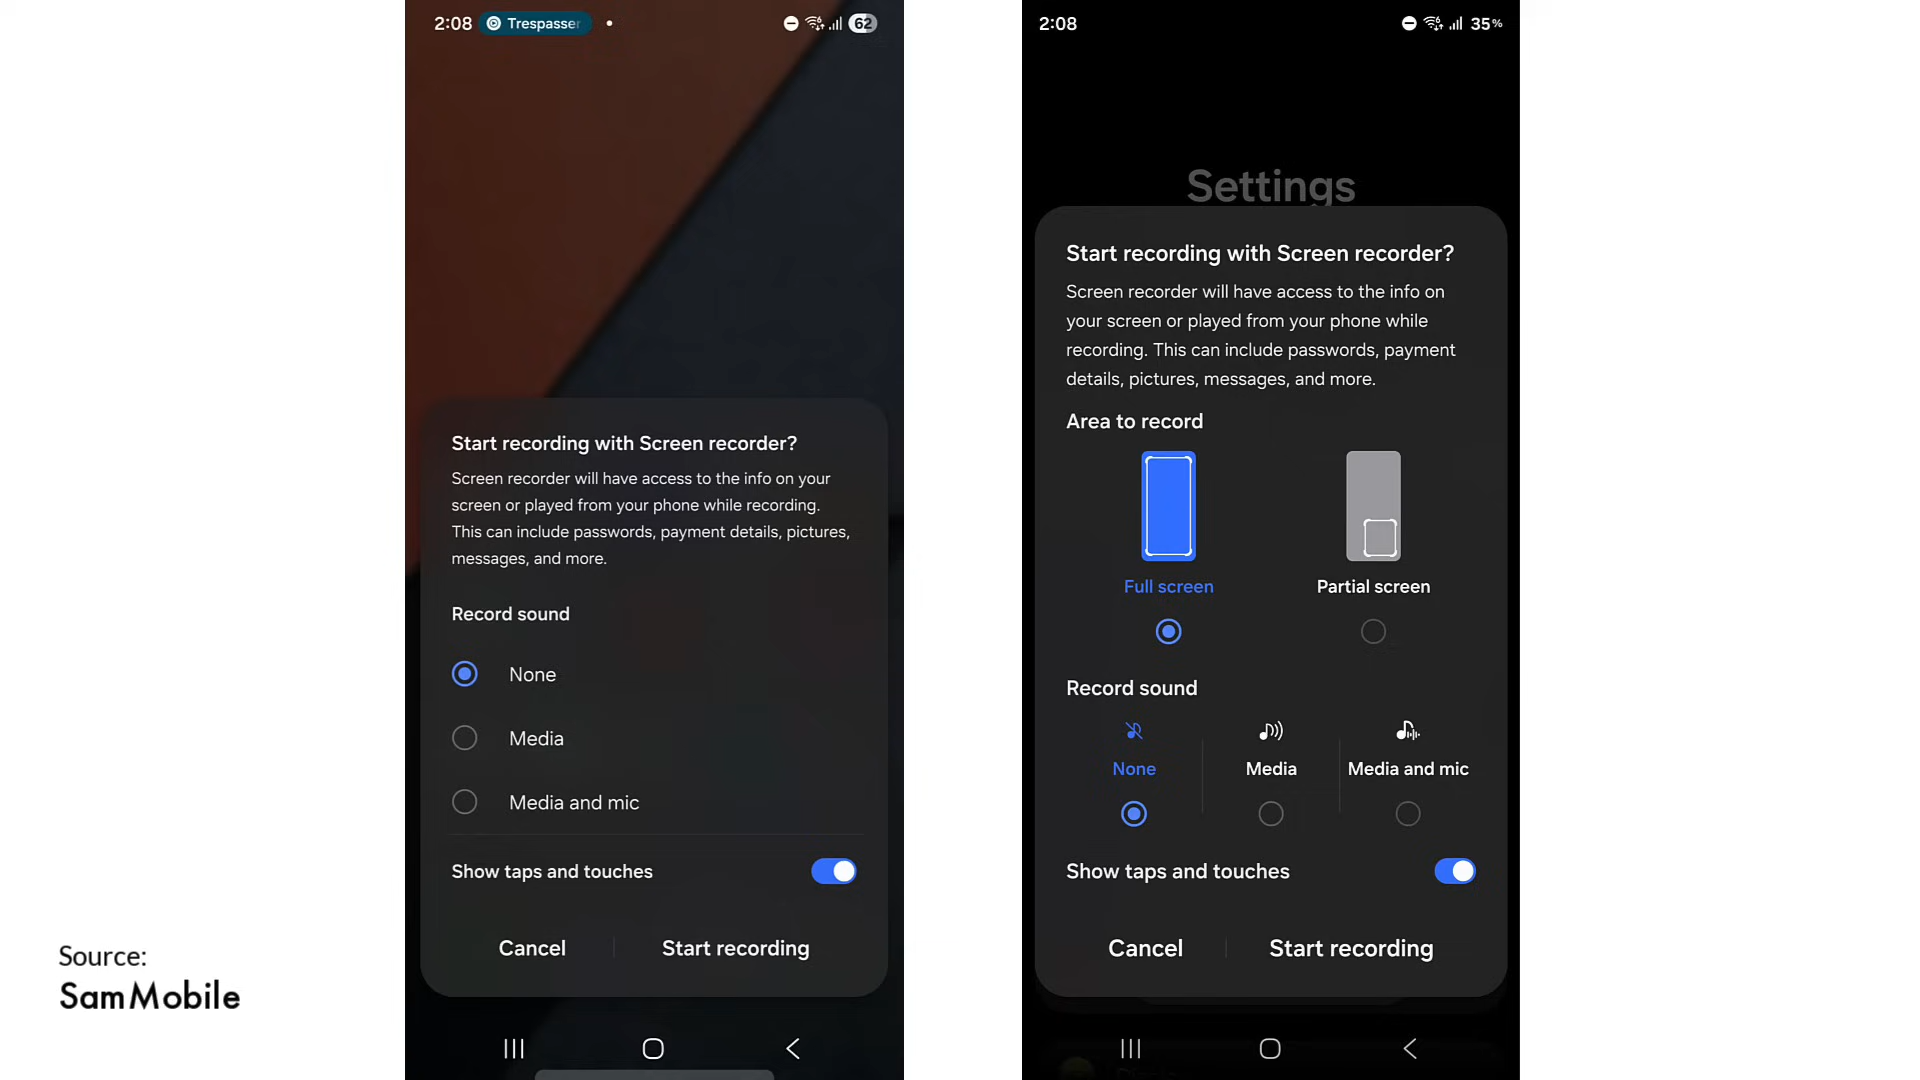 2:08 Trespasser
62
Start recording with Screen recorder?
Screen recorder will have access to the info on your
screen or played from your phone while recording.
This can include passwords, payment details, pictures,
messages, and more.
Record sound
None
Media
Media and mic
Show taps and touches
Cancel
Start recording
2:08
35%
Settings
Start recording with Screen recorder?
Screen recorder will have access to the info on
your screen or played from your phone while
recording. This can include passwords, payment
details, pictures, messages, and more.
Area to record
Full screen
Partial screen
Record sound
None
Media
Media and mic
Show taps and touches
Cancel
Start recording
Source:
SamMobile